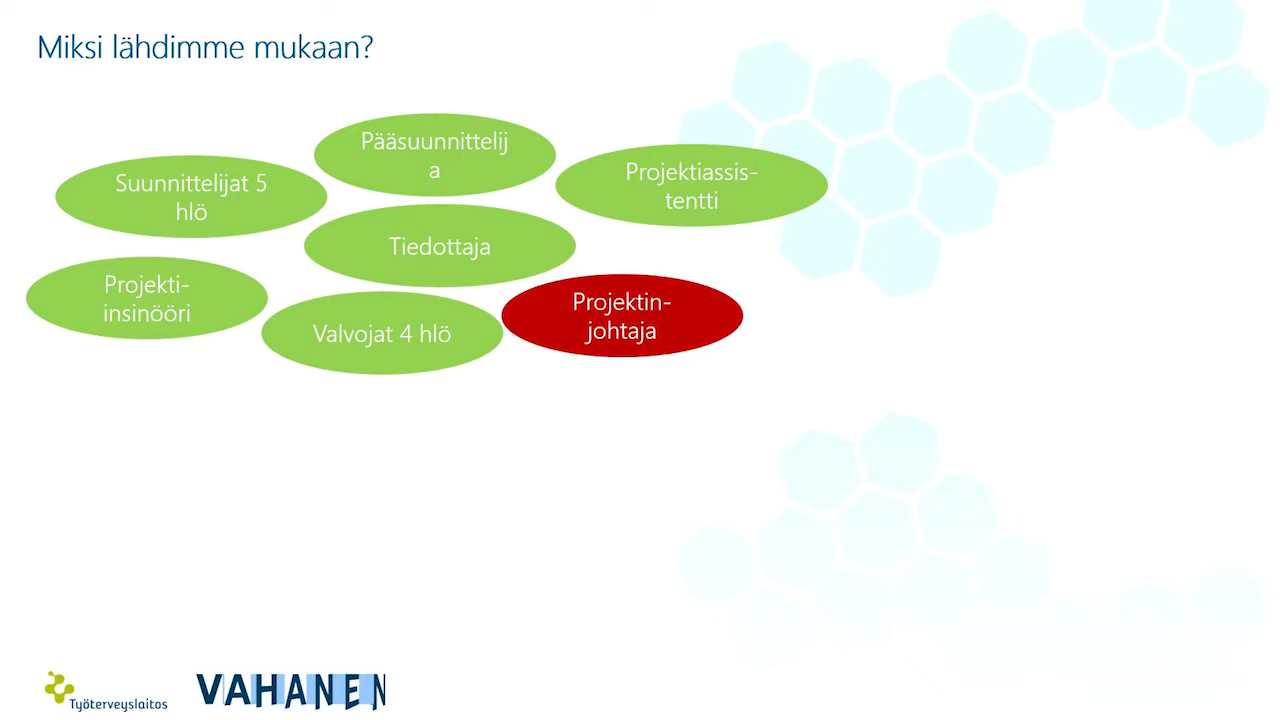 Miksi lähdimme mukaan?
Pääsuunnittelij
a
Suunnittelijat 5
hlö
Projektiassis-
tentti
Tiedottaja
Projekti-
insinööri
Valvojat 4 hlö
Projektin-
johtaja
Työterveyslaitos
VAHANEN